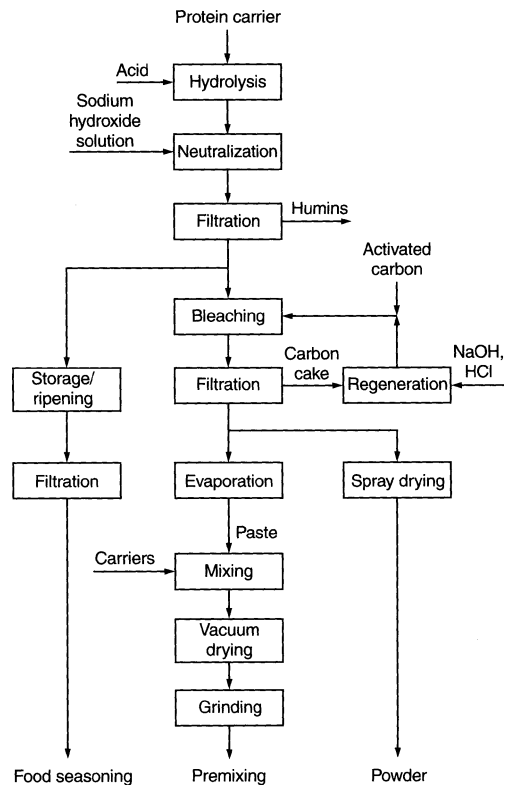 Protein carrier
Acid
Hydrolysis
Sodium
hydroxide
solution
Neutralization
Filtration
Humins
Activated
carbon
Bleaching
Carbon
cake
NaOH,
HCl
Storage/
ripening
Filtration
Regeneration
Filtration
Evaporation
Spray drying
Paste
Carriers
Mixing
Vacuum
drying
Grinding
Food seasoning
Premixing
Powder